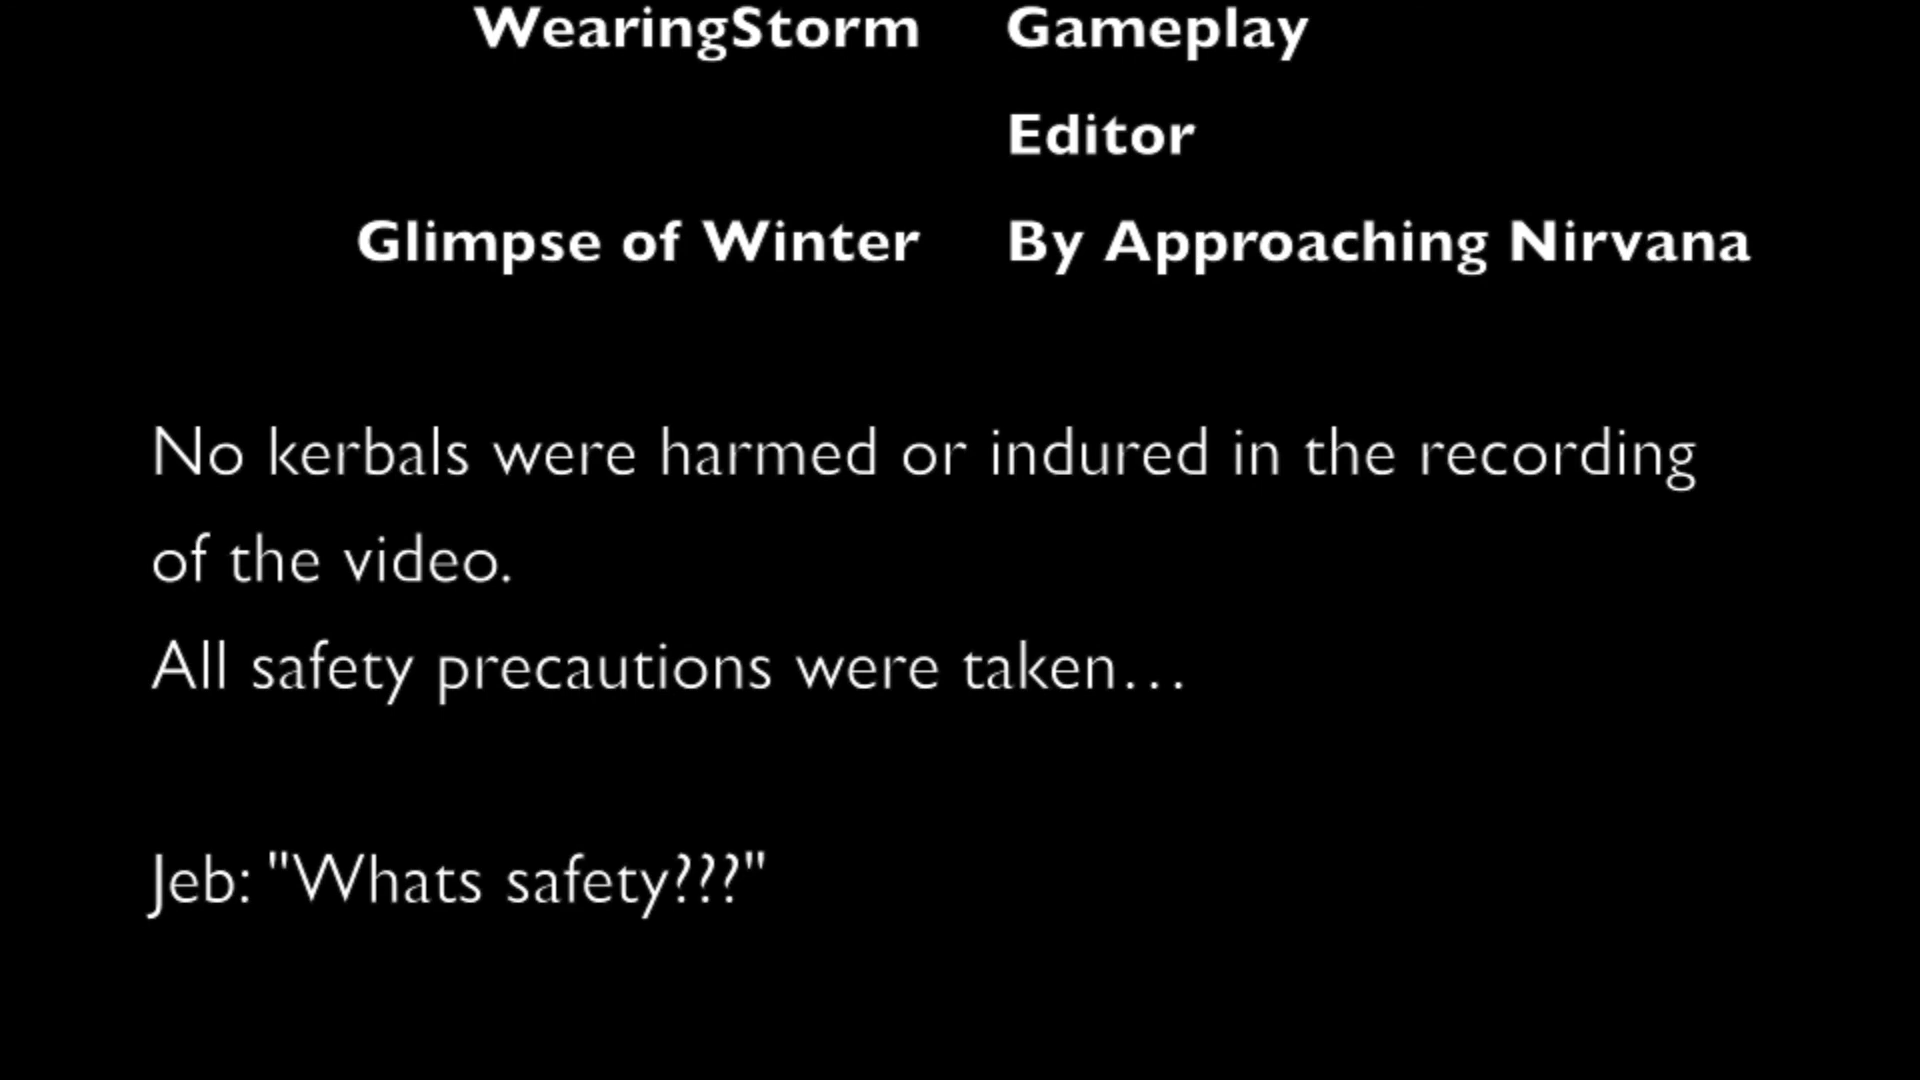 WearingStorm Gameplay
Editor
Glimpse of Winter By Approaching Nirvana
No kerbals were harmed or indured in the recording
of the video.
All safety precautions were taken...
Jeb: "Whats safety???"